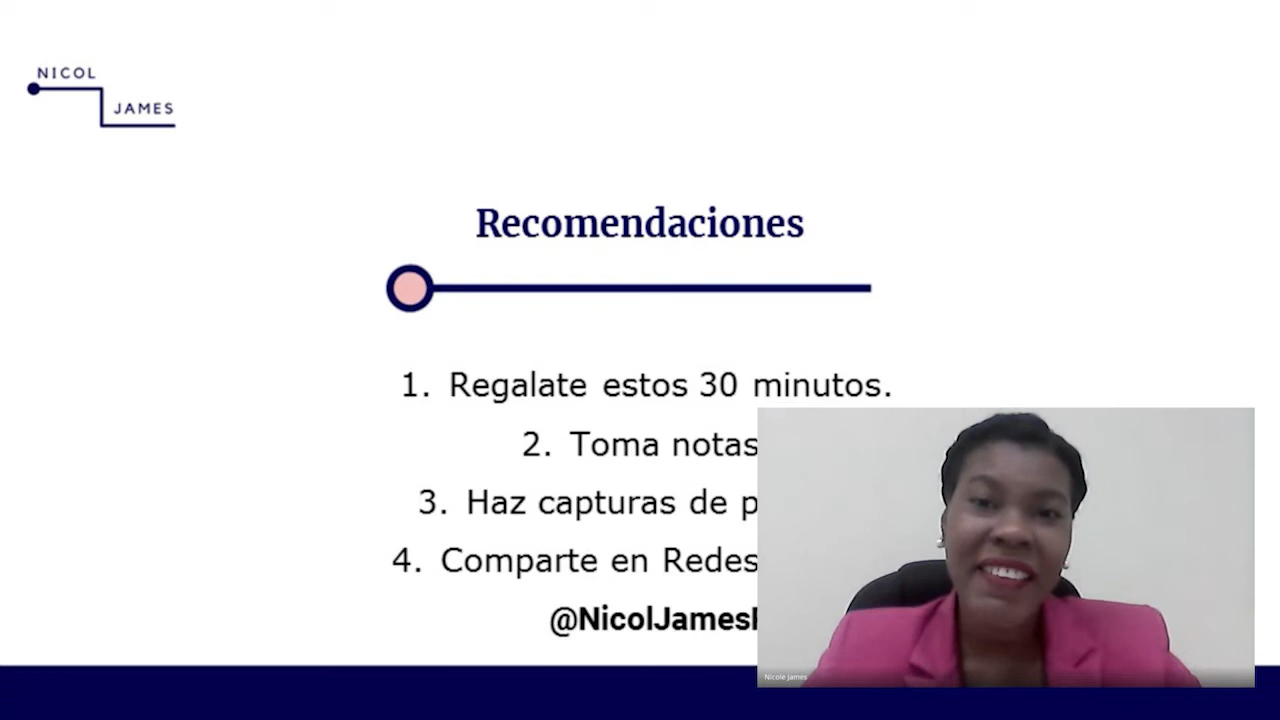 NICOL
JAMES
Recomendaciones
1. Regalate estos 30 minutos.
2. Toma notas
3. Haz capturas de
4. Comparte en Redes
@NicolJames
Nicole James